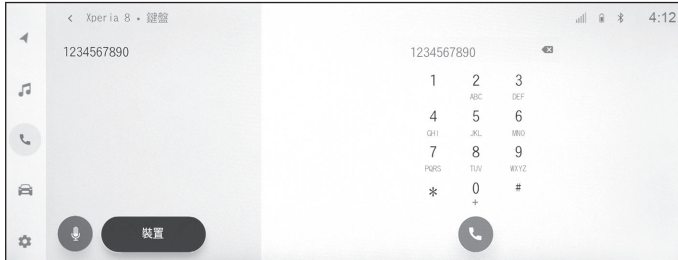 < Xperia 8 • 鍵盤
4:12
1234567890
1234567890
1 2 3
ABC DEF
4 5 6
GHI JKL MNO
7 8 9
PQRS TUV WXYZ
* 0 #
+
裝置